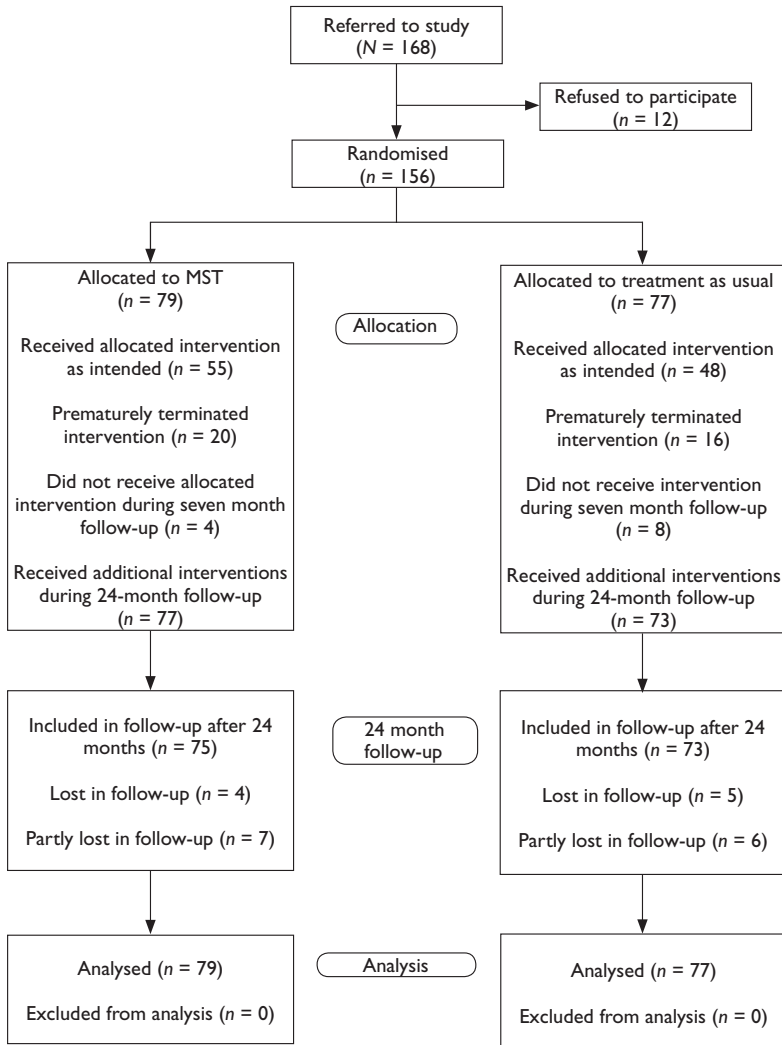 Referred to study
(N = 168)
Refused to participate
(n = 12)
Randomised
(n = 156)
Allocated to MST
(n = 79)
Received allocated intervention
as intended (n = 55)
Prematurely terminated
intervention (n = 20)
Did not receive allocated
intervention during seven month
follow-up (n = 4)
Received additional interventions
during 24-month follow-up
(n = 77)
Allocation
Allocated to treatment as usual
(n = 77)
Received allocated intervention
as intended (n = 48)
Prematurely terminated
intervention (n = 16)
Did not receive intervention
during seven month follow-up
(n = 8)
Received additional interventions
during 24-month follow-up
(n = 73)
Included in follow-up after 24
months (n = 75)
Lost in follow-up (n = 4)
Partly lost in follow-up (n = 7)
24 month
follow-up
Included in follow-up after 24
months (n = 73)
Lost in follow-up (n = 5)
Partly lost in follow-up (n = 6)
Analysed (n = 79)
Excluded from analysis (n = 0)
Analysis
Analysed (n = 77)
Excluded from analysis (n = 0)